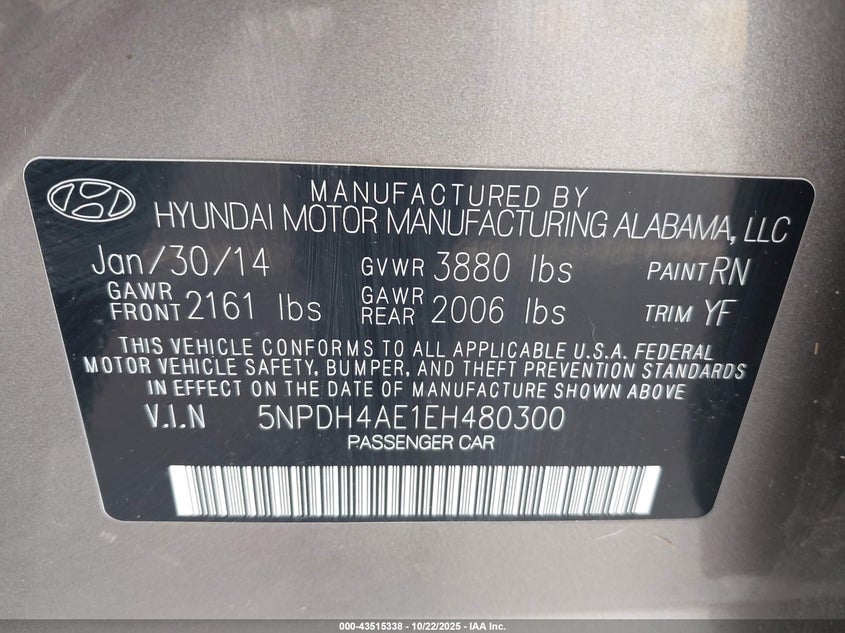 MANUFACTURED BY
HYUNDAI MOTOR MANUFACTURING ALABAMA, LLC
Jan/30/14 GVWR 3880 lbs PAINT RN
GAWR FRONT 2161 lbs GAWR REAR 2006 lbs TRIM YF
THIS VEHICLE CONFORMS TO ALL APPLICABLE U.S.A. FEDERAL
MOTOR VEHICLE SAFETY, BUMPER, AND THEFT PREVENTION STANDARDS
IN EFFECT ON THE DATE OF MANUFACTURE SHOWN ABOVE
V.I.N 5NPDH4AE1EH480300
PASSENGER CAR
000-43515338 - 10/22/2025 - IAA Inc.